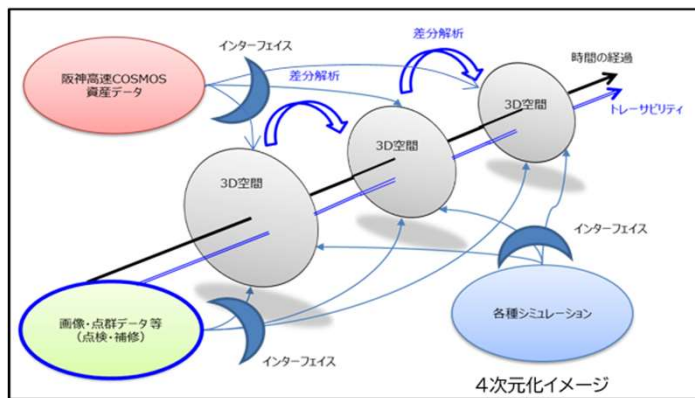 阪神高速COSMOS
資産データ
インターフェイス
差分解析
差分解析
時間の経過
トレーサビリティ
3D空間
3D空間
3D空間
画像・点群データ等
(点検・補修)
インターフェイス
インターフェイス
各種シミュレーション
4次元化イメージ